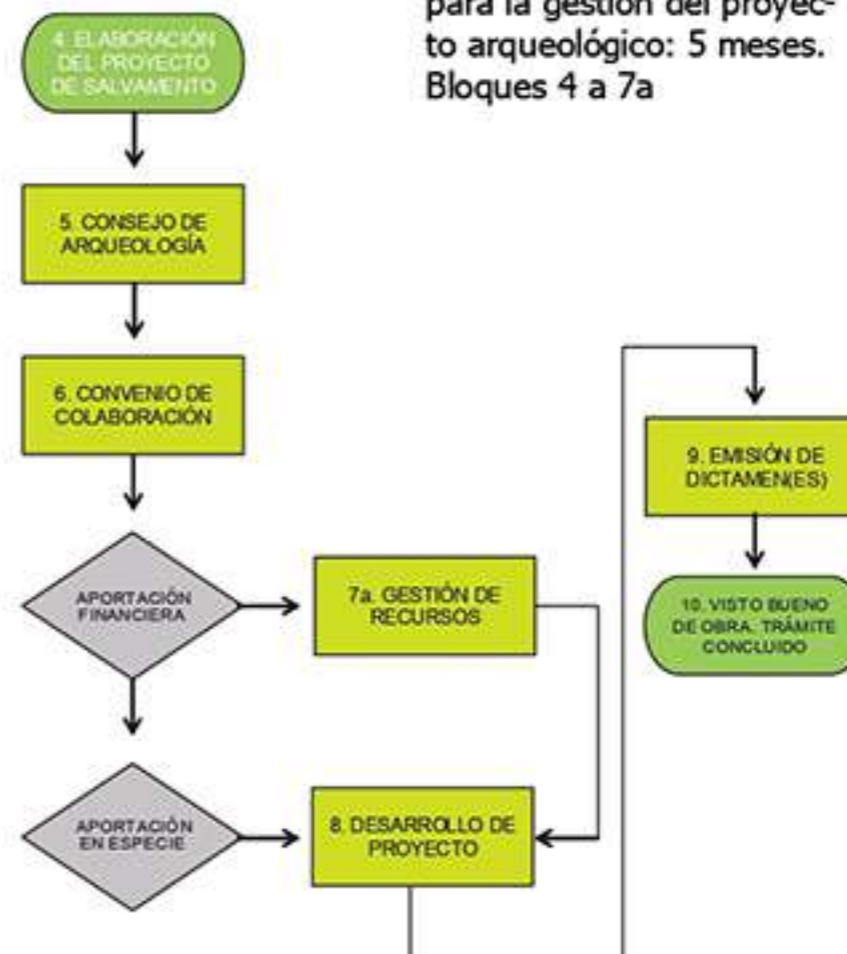 para la gestión del proyec-
to arqueológico: 5 meses.
Bloques 4 a 7a
4. ELABORACIÓN
DEL PROYECTO
DE SALVAMENTO
5. CONSEJO DE
ARQUEOLOGÍA
6. CONVENIO DE
COLABORACIÓN
APORTACIÓN
FINANCIERA
7a. GESTIÓN DE
RECURSOS
APORTACIÓN
EN ESPECIE
8. DESARROLLO DE
PROYECTO
9. EMISIÓN DE
DICTAMEN(ES)
10. VISTO BUENO
DE OBRA. TRÁMITE
CONCLUIDO